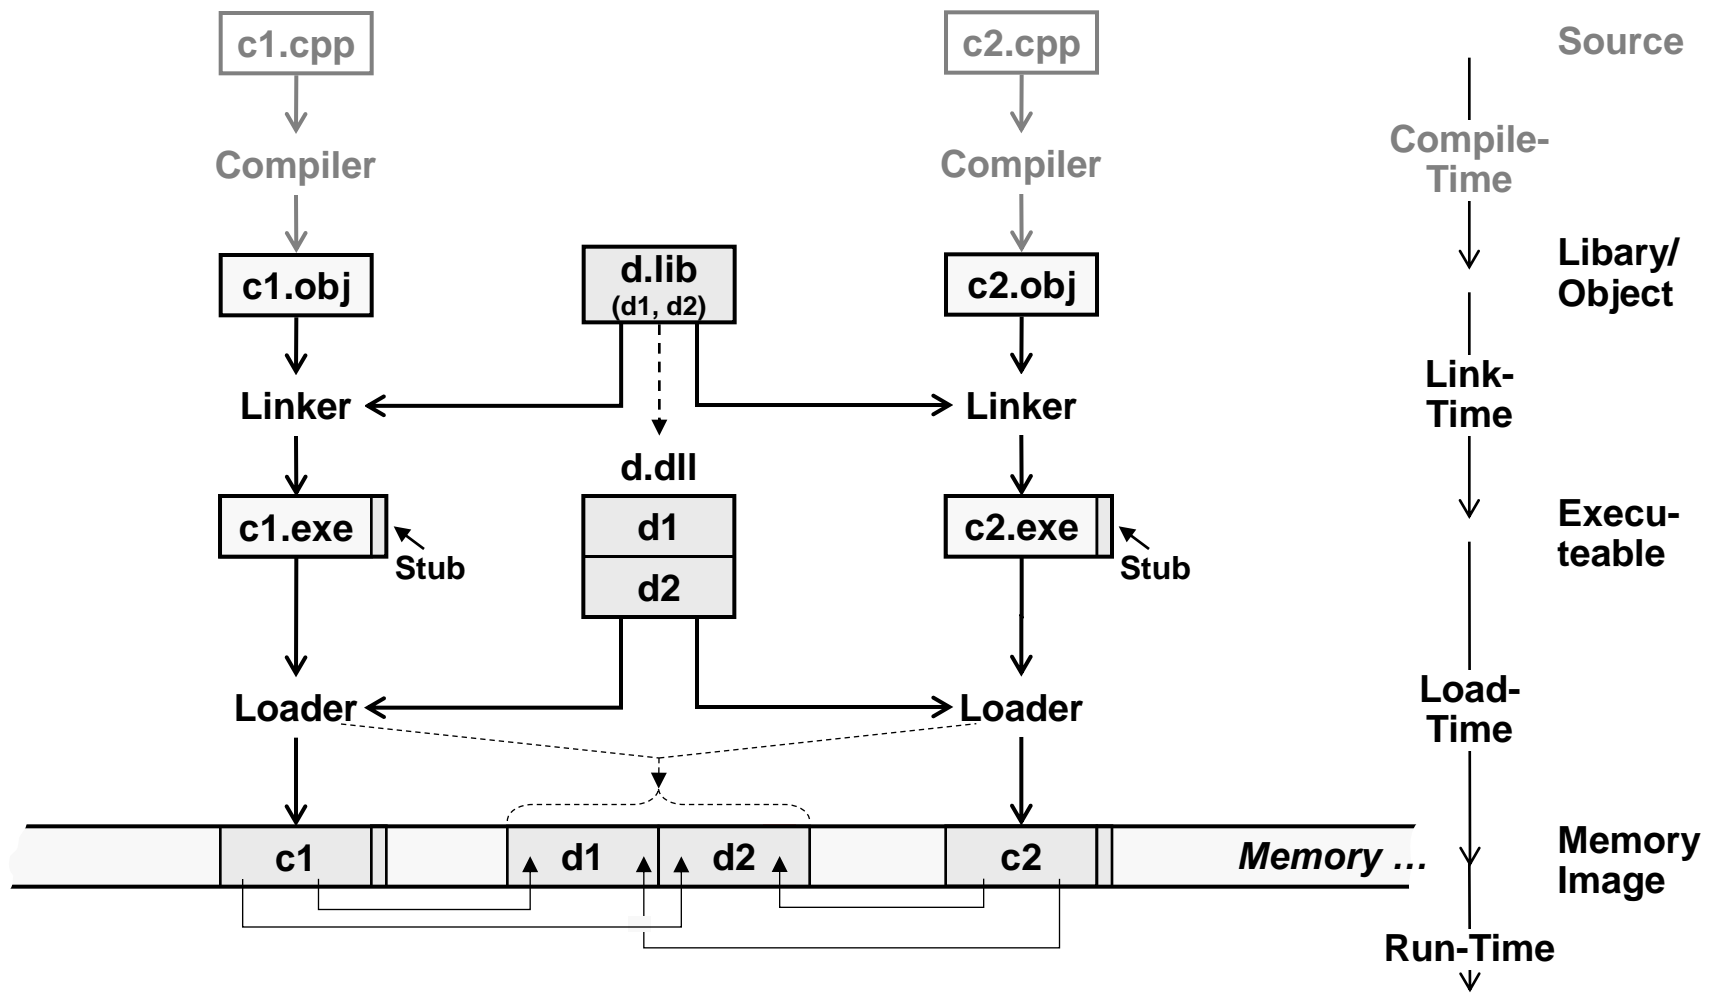 c1.cpp
c2.cpp
Source
Compiler
Compiler
Compile-
Time
c1.obj
d.lib
(d1, d2)
c2.obj
Libary/
Object
Linker
Linker
Link-
Time
d.dll
c1.exe
d1
c2.exe
Execu-
teable
Stub
d2
Stub
Loader
Loader
Load-
Time
c1
d1
d2
c2
Memory ...
Memory
Image
Run-Time